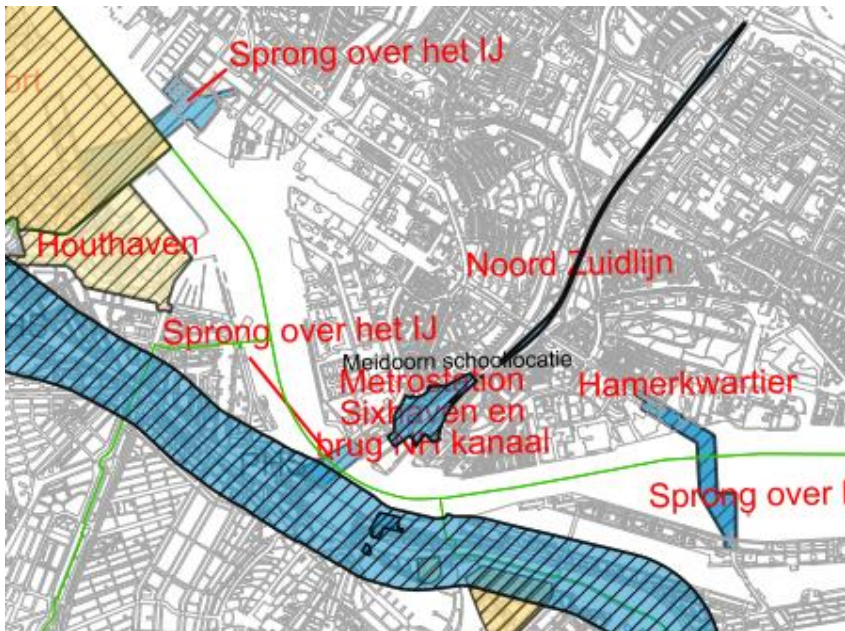 Sprong over het IJ
Houthaven
Noord Zuidlijn
Sprong over het IJ
Meidoorn schoollocatie
Metrostation
Hamerkwartier
Sixhaven en
brug NH kanaal
Sprong over